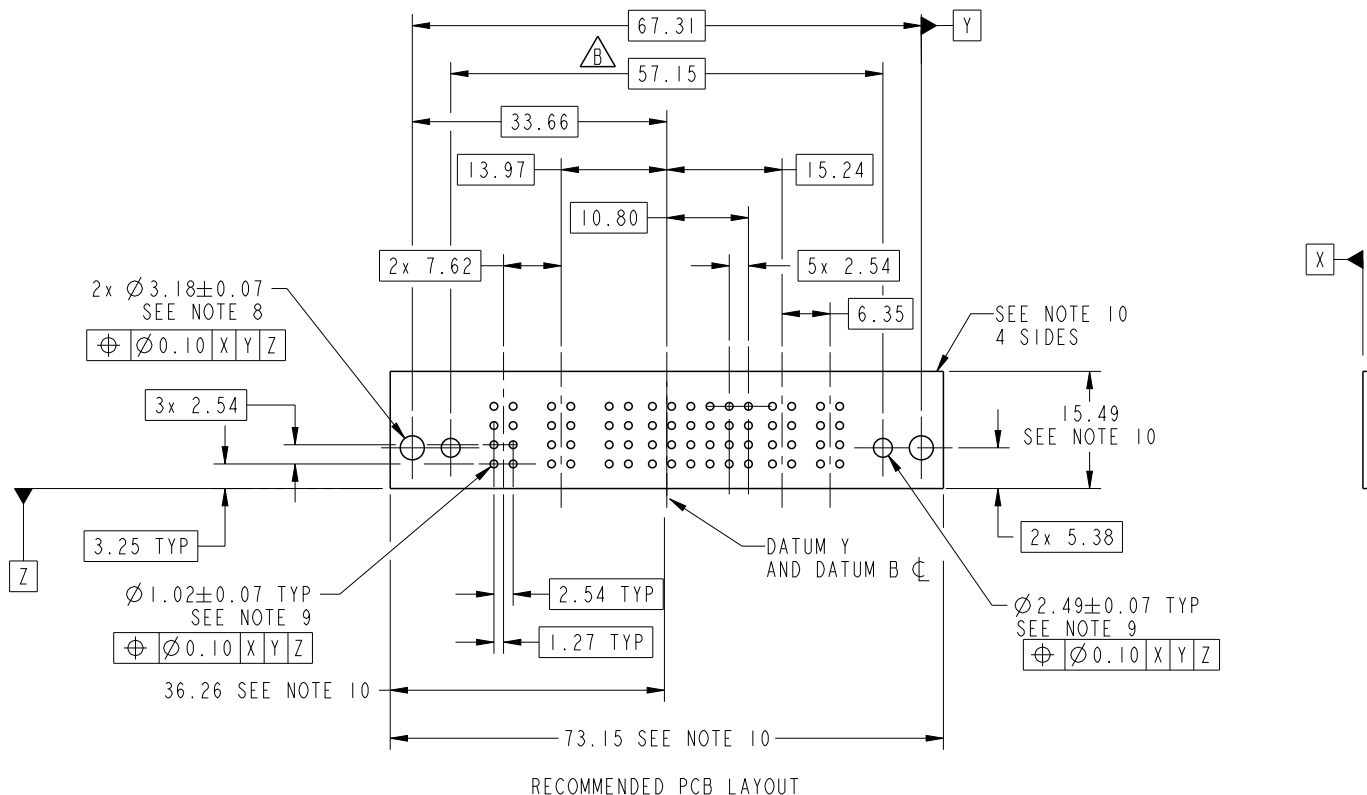 67.31
Y
B
57.15
33.66
13.97
15.24
10.80
2x 7.62
5x 2.54
X
2x Ø3.18±0.07
SEE NOTE 8
⌖ Ø0.10 X Y Z
6.35
SEE NOTE 10
4 SIDES
3x 2.54
15.49
SEE NOTE 10
3.25 TYP
Z
2x 5.38
DATUM Y
AND DATUM B ℄
Ø1.02±0.07 TYP
SEE NOTE 9
⌖ Ø0.10 X Y Z
2.54 TYP
1.27 TYP
Ø2.49±0.07 TYP
SEE NOTE 9
⌖ Ø0.10 X Y Z
36.26 SEE NOTE 10
73.15 SEE NOTE 10
RECOMMENDED PCB LAYOUT